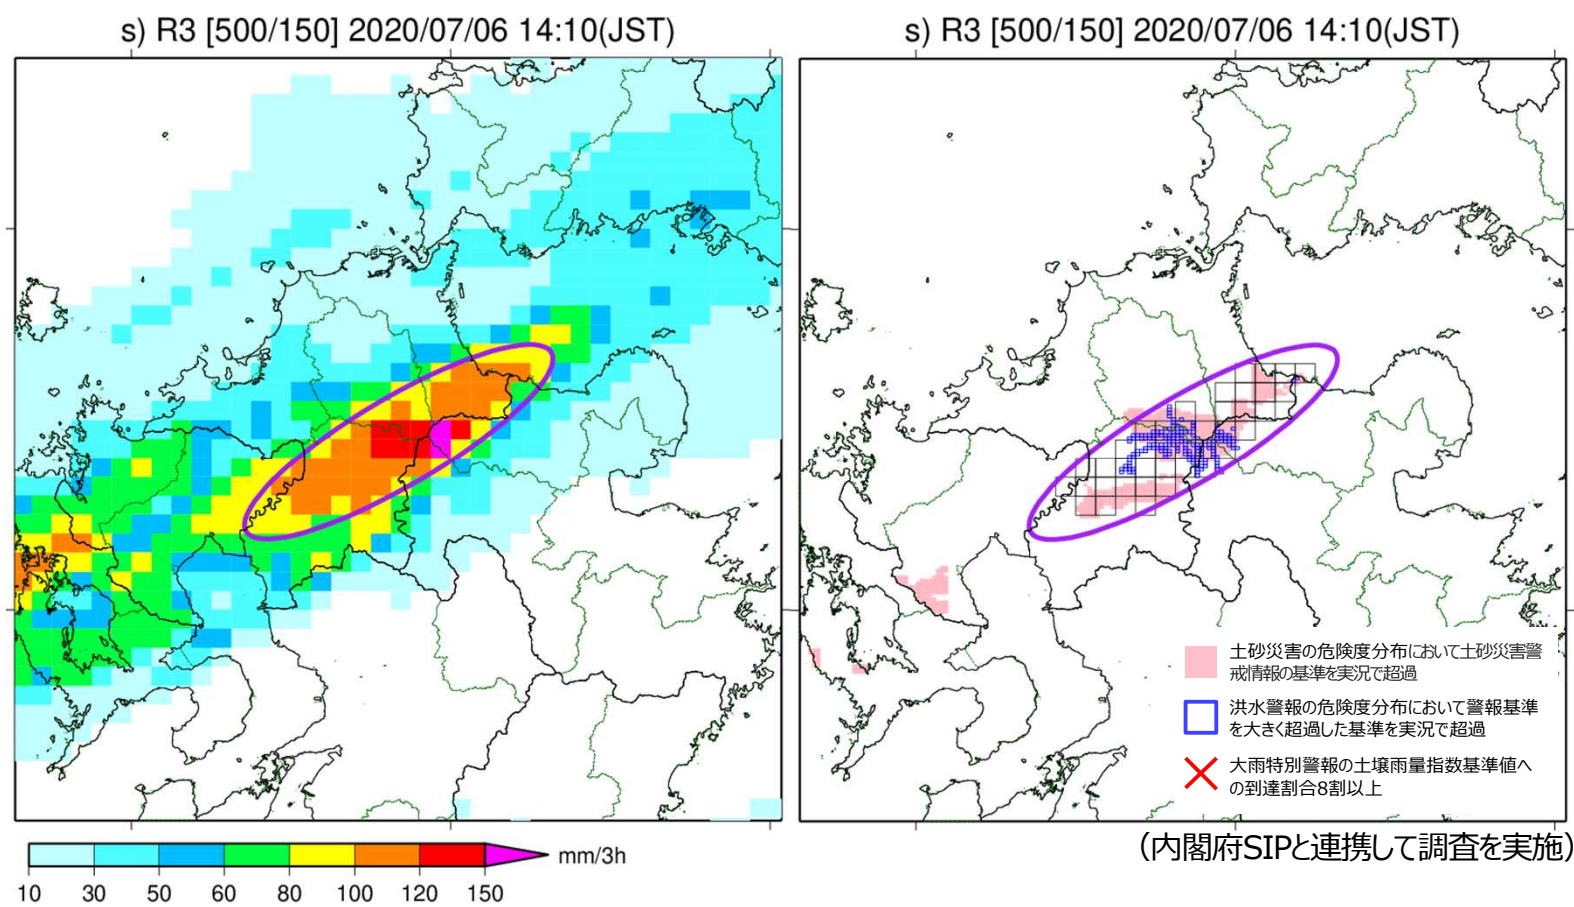 s) R3 [500/150] 2020/07/06 14:10(JST)
s) R3 [500/150] 2020/07/06 14:10(JST)
土砂災害の危険度分布において土砂災害警
戒情報の基準を実況で超過
洪水警報の危険度分布において警報基準
を大きく超過した基準を実況で超過
大雨特別警報の土壌雨量指数基準値へ
の到達割合8割以上
(内閣府SIPと連携して調査を実施)
mm/3h
10 30 50 60 80 100 120 150